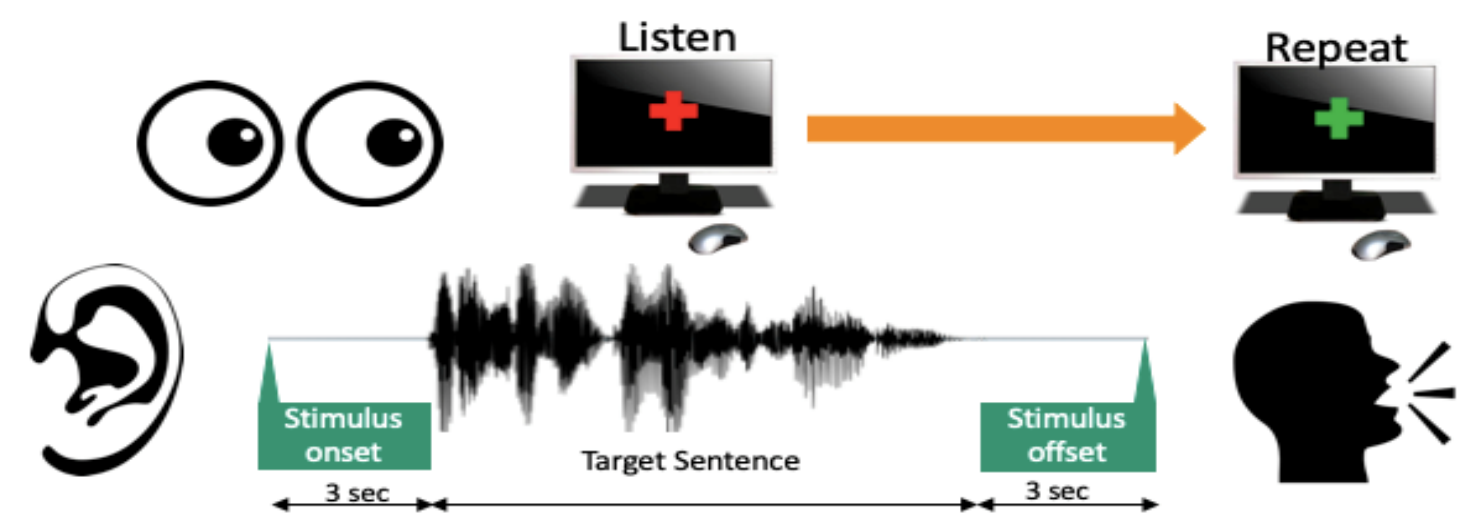 Listen
Repeat
Stimulus
onset
Stimulus
offset
Target Sentence
3 sec
3 sec